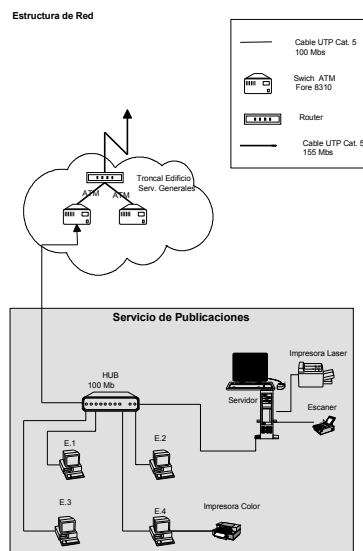 Estructura de Red
Cable UTP Cat. 5
100 Mbs
Swich ATM
Fore 8310
Router
Cable UTP Cat. 5
155 Mbs
Troncal Edificio
Serv. Generales
ATM
ATM
Servicio de Publicaciones
Impresora Laser
HUB
100 Mb
Servidor
Escaner
E.1
E.2
E.3
E.4
Impresora Color